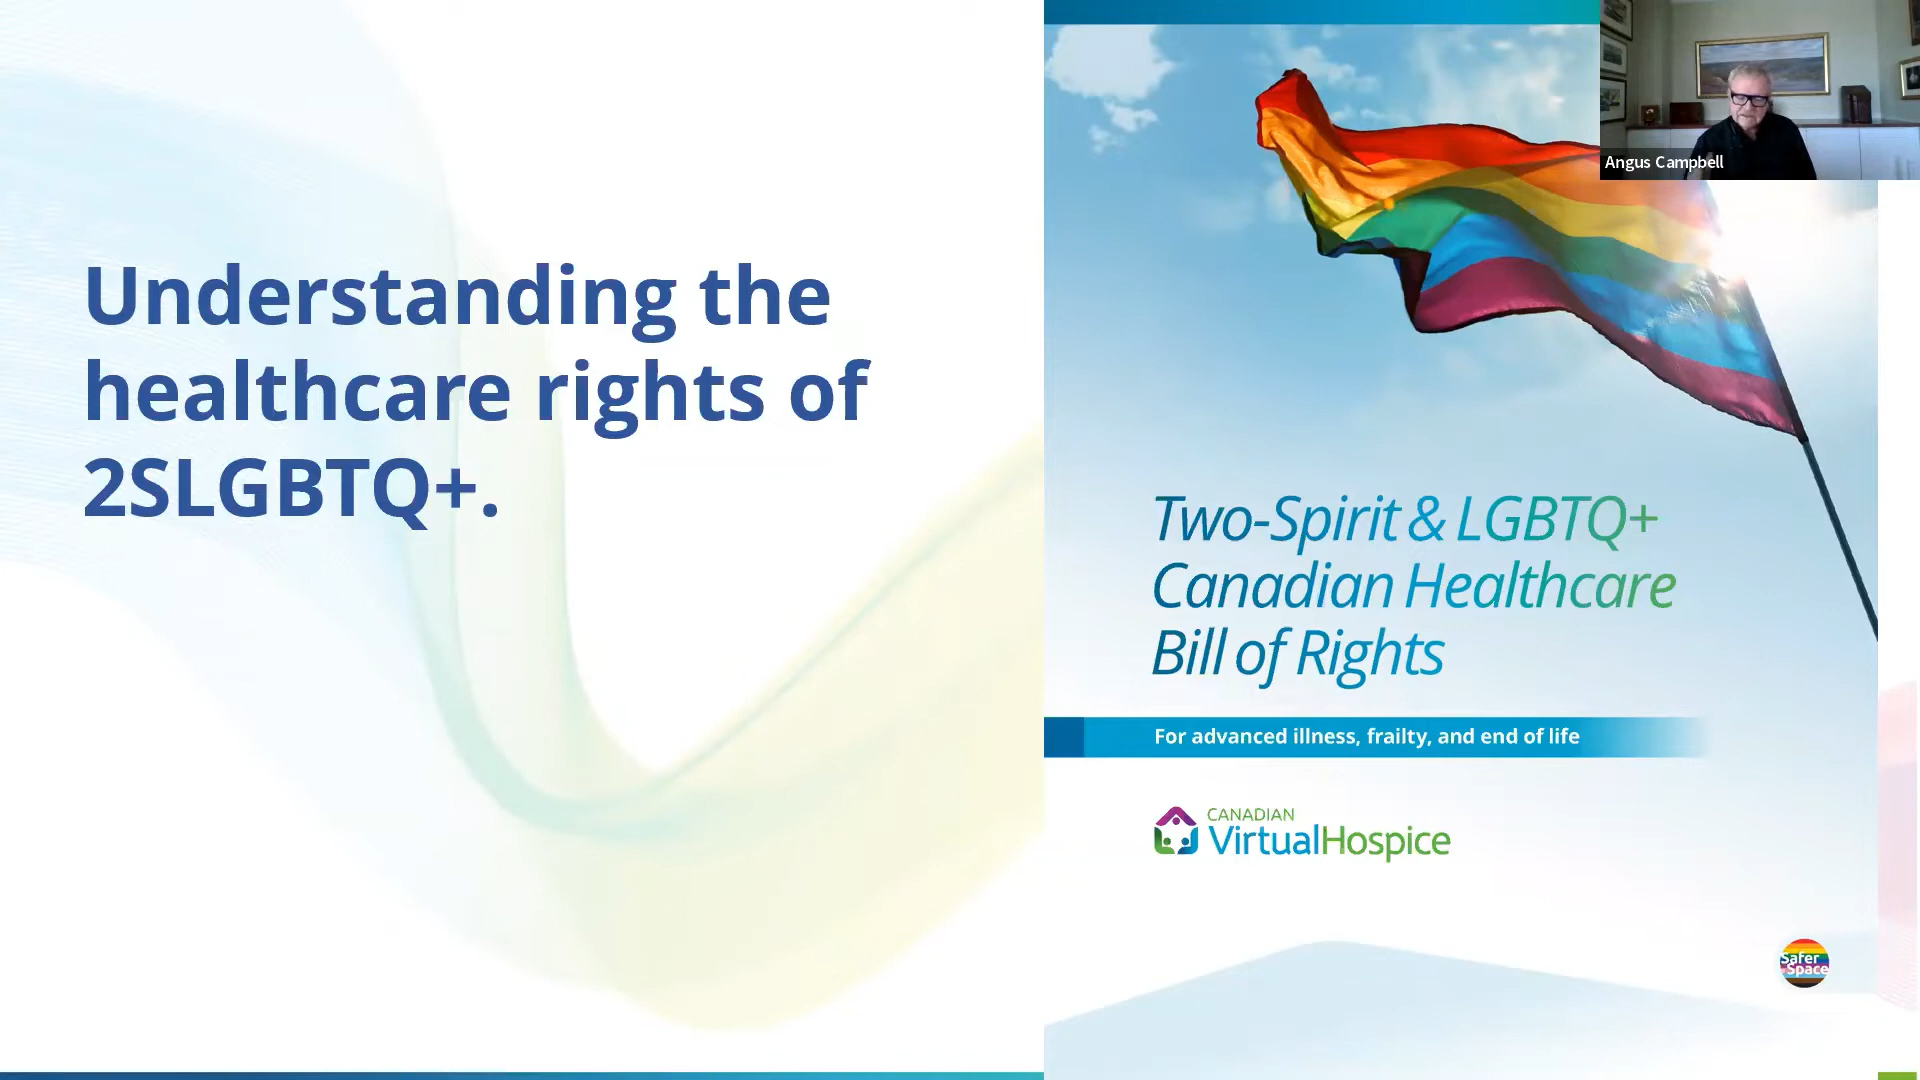 Understanding the
healthcare rights of
2SLGBTQ+.
Angus Campbell
Two-Spirit & LGBTQ+
Canadian Healthcare
Bill of Rights
For advanced illness, frailty, and end of life
CANADIAN
VirtualHospice
Safer
Space